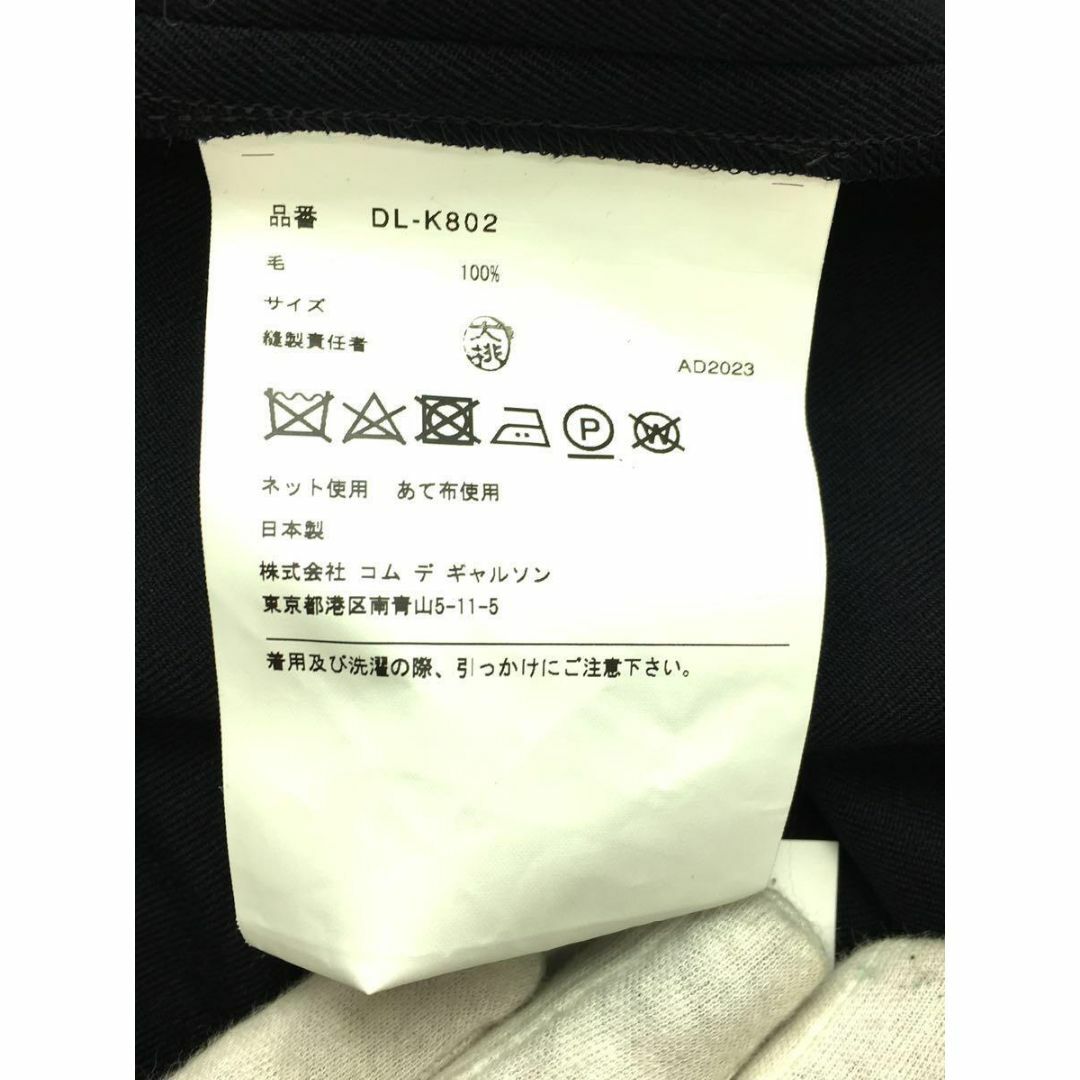 品番 DL-K802
毛 100%
サイズ
縫製責任者 大桃
AD2023
P W
ネット使用 あて布使用
日本製
株式会社 コム デ ギャルソン
東京都港区南青山5-11-5
着用及び洗濯の際、引っかけにご注意下さい。